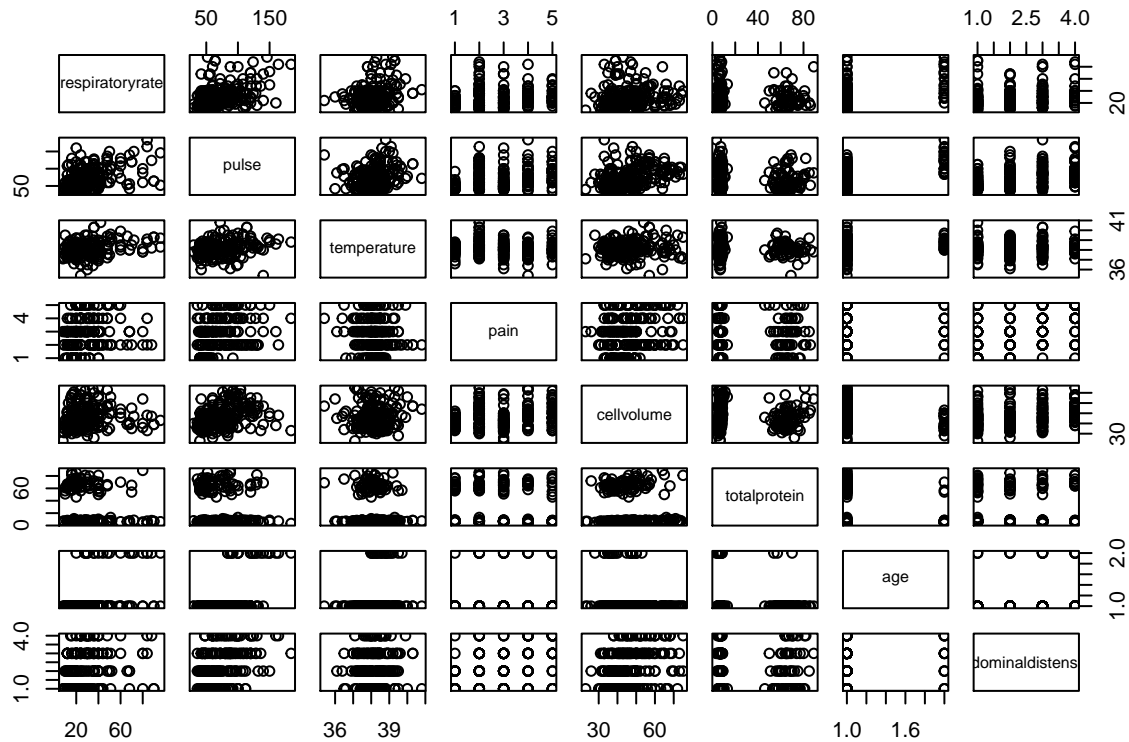 50 150 1 3 5 0 40 80 1.0 2.5 4.0
respiratoryrate 20
50 pulse
temperature 36 41
1 4 pain
cellvolume 30
0 60 totalprotein
age 1.0 2.0
1.0 4.0 dominaldistens
20 60 36 39 30 60 1.0 1.6